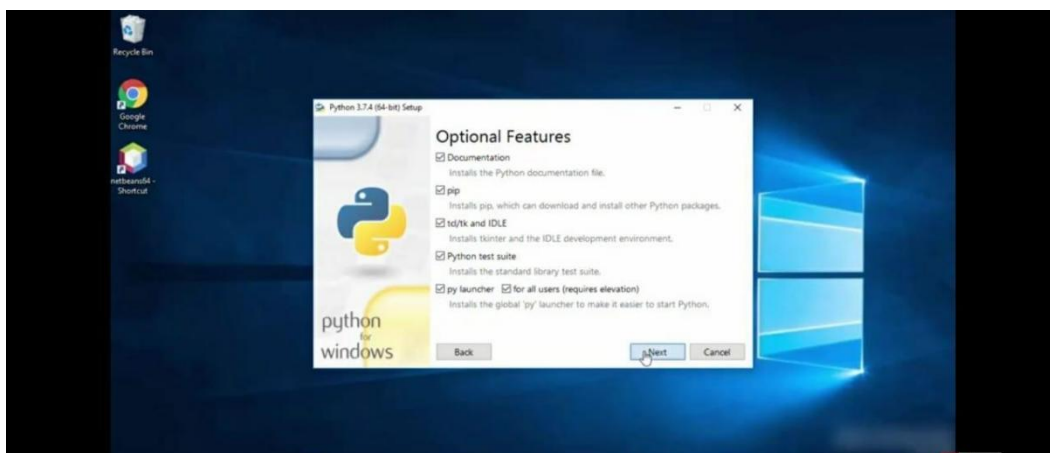 Recycle Bin
Google
Chrome
netbeans64 -
Shortcut
Python 3.7.4 (64-bit) Setup
Optional Features
Documentation
Installs the Python documentation file.
pip
Installs pip, which can download and install other Python packages.
tcl/tk and IDLE
Installs tkinter and the IDLE development environment.
Python test suite
Installs the standard library test suite.
py launcher for all users (requires elevation)
Installs the global 'py' launcher to make it easier to start Python.
python
for
windows
Back Next Cancel